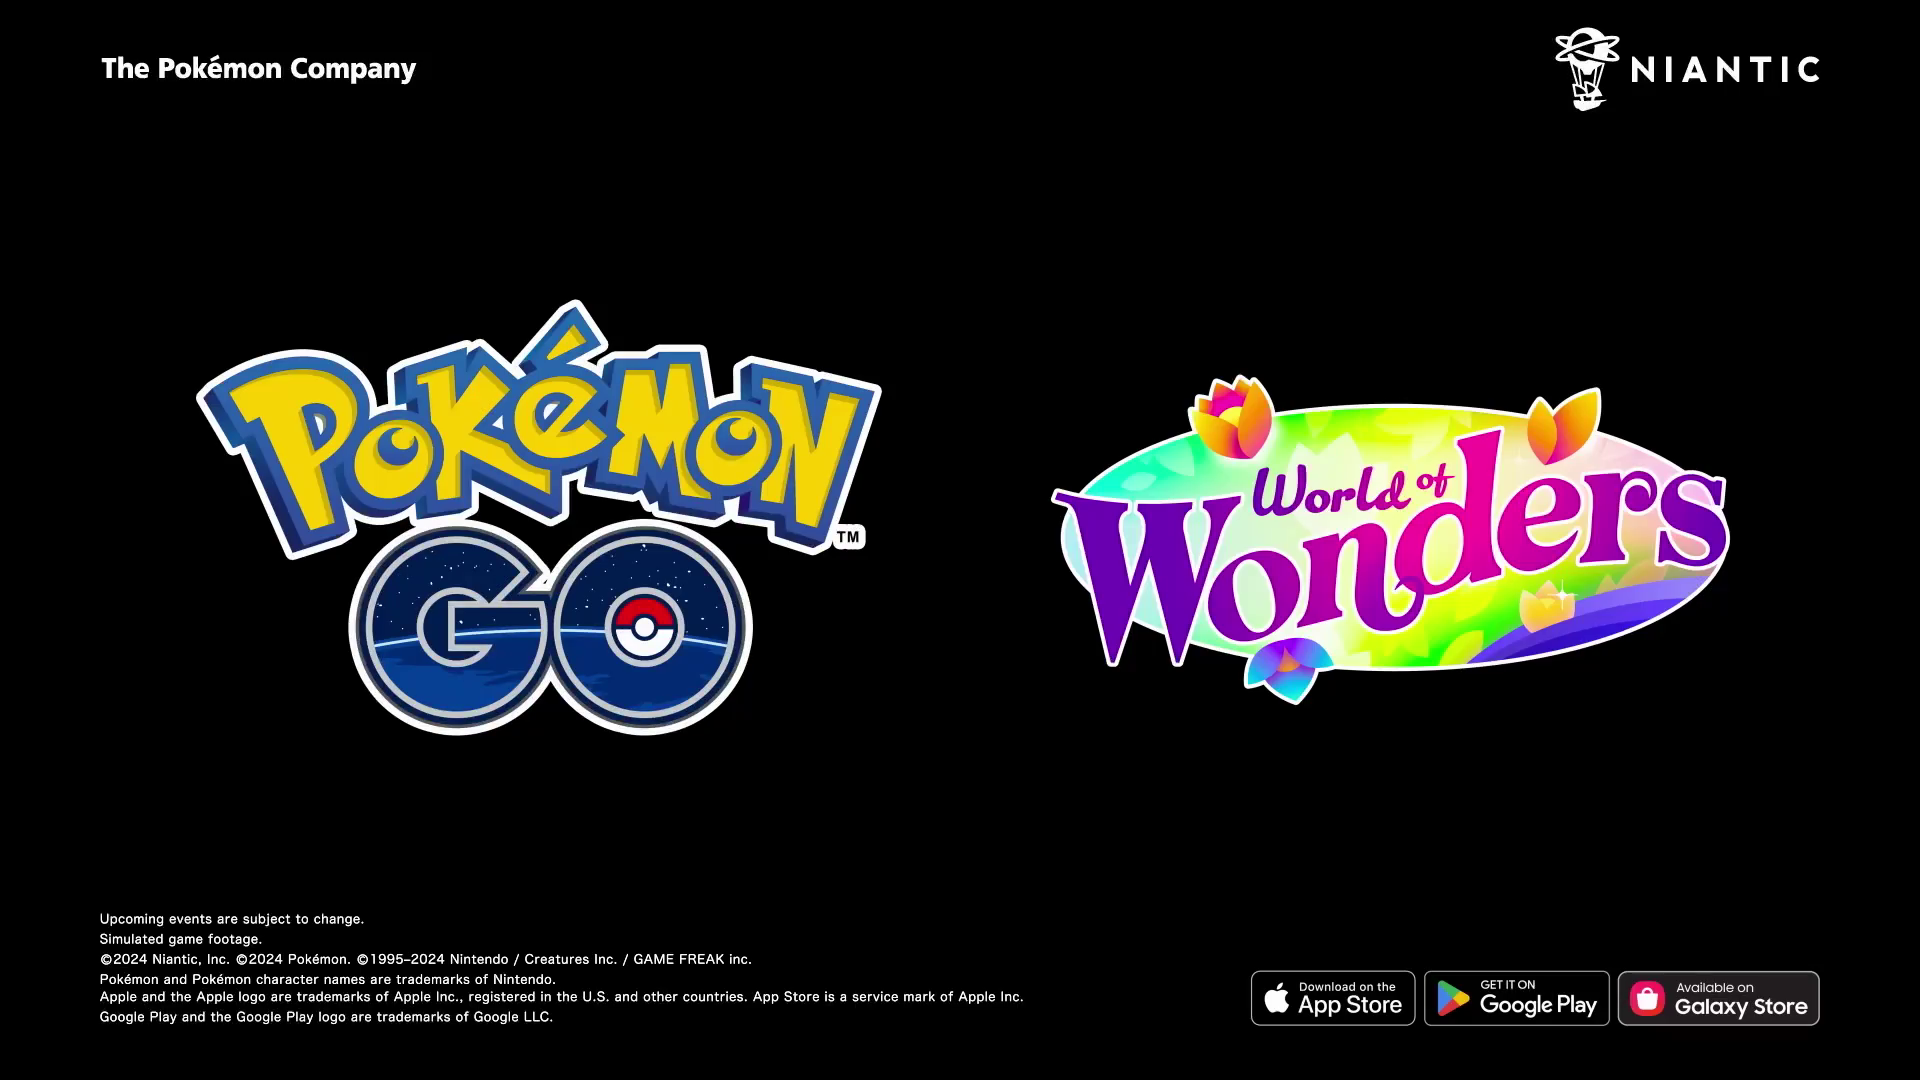 The Pokémon Company
NIANTIC
POKéMON
TM
GO
World of
Wonders
Upcoming events are subject to change.
Simulated game footage.
©2024 Niantic, Inc. ©2024 Pokémon. ©1995–2024 Nintendo / Creatures Inc. / GAME FREAK inc.
Pokémon and Pokémon character names are trademarks of Nintendo.
Apple and the Apple logo are trademarks of Apple Inc., registered in the U.S. and other countries. App Store is a service mark of Apple Inc.
Google Play and the Google Play logo are trademarks of Google LLC.
Download on the
App Store
GET IT ON
Google Play
Available on
Galaxy Store